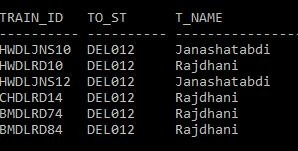 TRAIN_ID TO_ST T_NAME
---------- ---------- ---------------
HWDLJNS10 DEL012 Janashatabdi
HWDLRD10 DEL012 Rajdhani
HWDLJNS12 DEL012 Janashatabdi
CHDLRD14 DEL012 Rajdhani
BMDLRD74 DEL012 Rajdhani
BMDLRD84 DEL012 Rajdhani